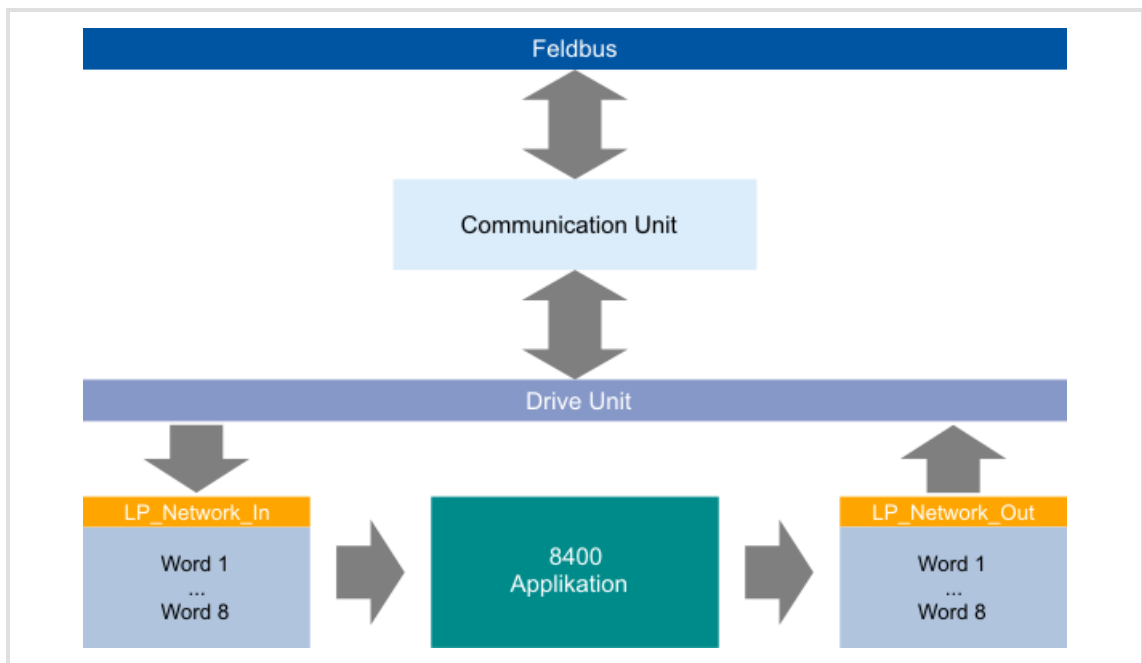 Feldbus
Communication Unit
Drive Unit
LP_Network_In
Word 1
...
Word 8
8400
Applikation
LP_Network_Out
Word 1
...
Word 8